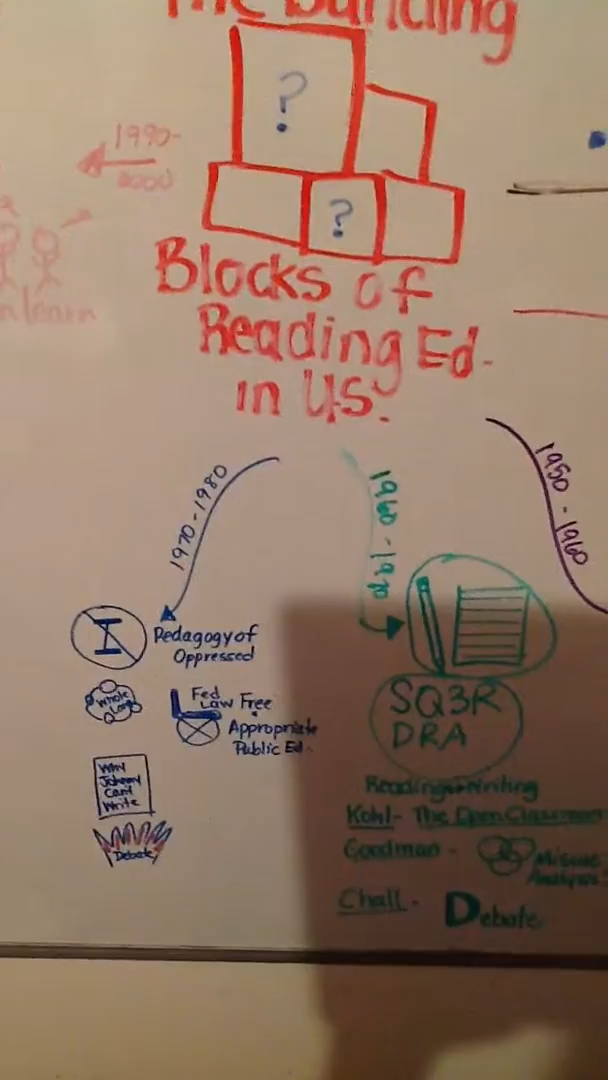 The Building
?
?
1990-
2000
learn
Blocks of
Reading Ed.
in U.S.
1970-1980
1960-1970
1950-1960
I
Pedagogy of
Oppressed
Whole
Lang
Fed
Law Free
Appropriate
Public Ed.
Why
Johnny
Cant
Write
Debate
SQ3R
DRA
Reading+writing
Kohl- The Open Classroom
Goodman - Miscue
Analysis
Chall - Debate